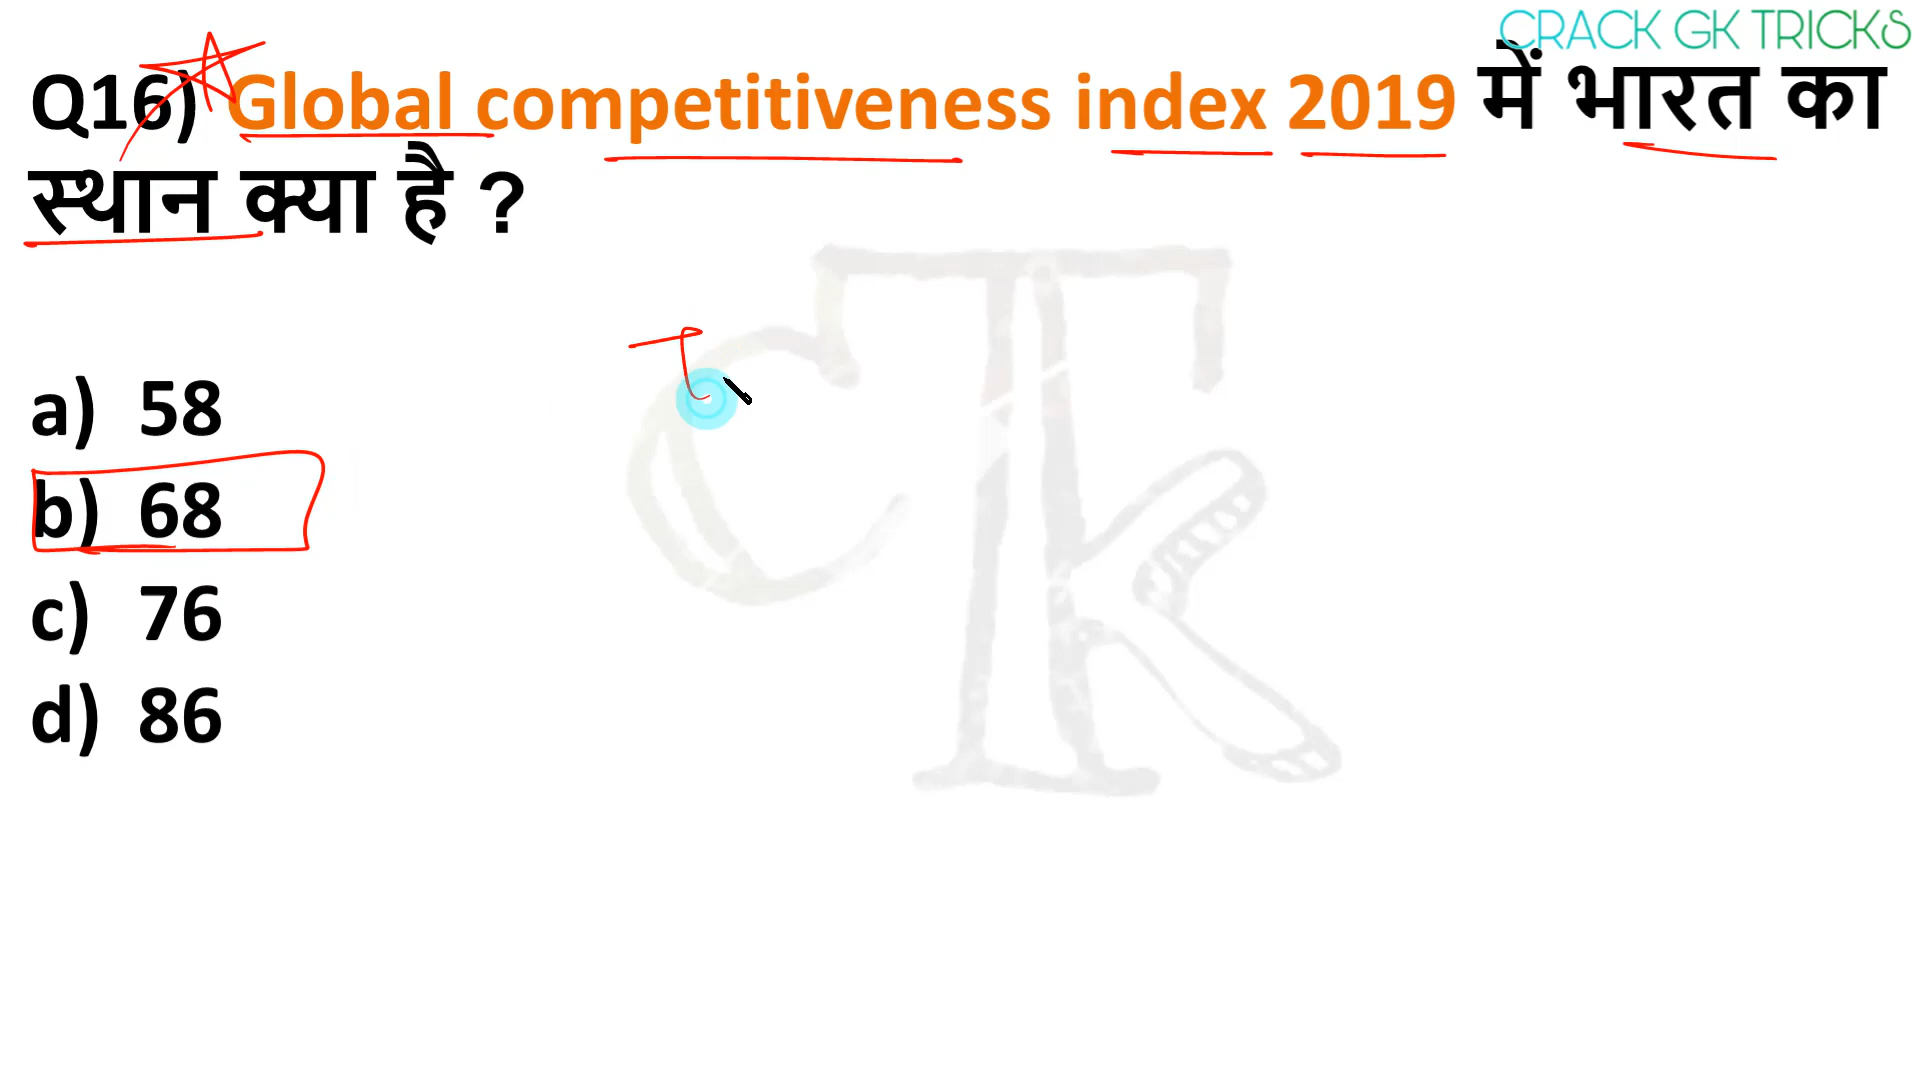 CRACK GK TRICKS
Q16) Global competitiveness index 2019 में भारत का
स्थान क्या है ?
a) 58
b) 68
c) 76
d) 86